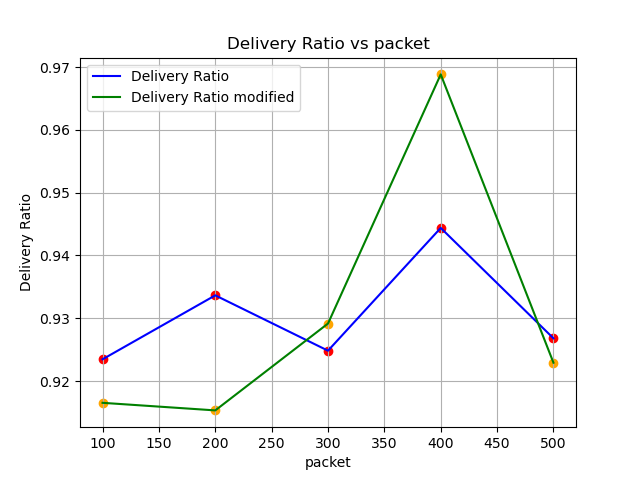 Delivery Ratio vs packet
Delivery Ratio
Delivery Ratio modified
0.97
0.96
0.95
0.94
0.93
0.92
Delivery Ratio
100 150 200 250 300 350 400 450 500
packet